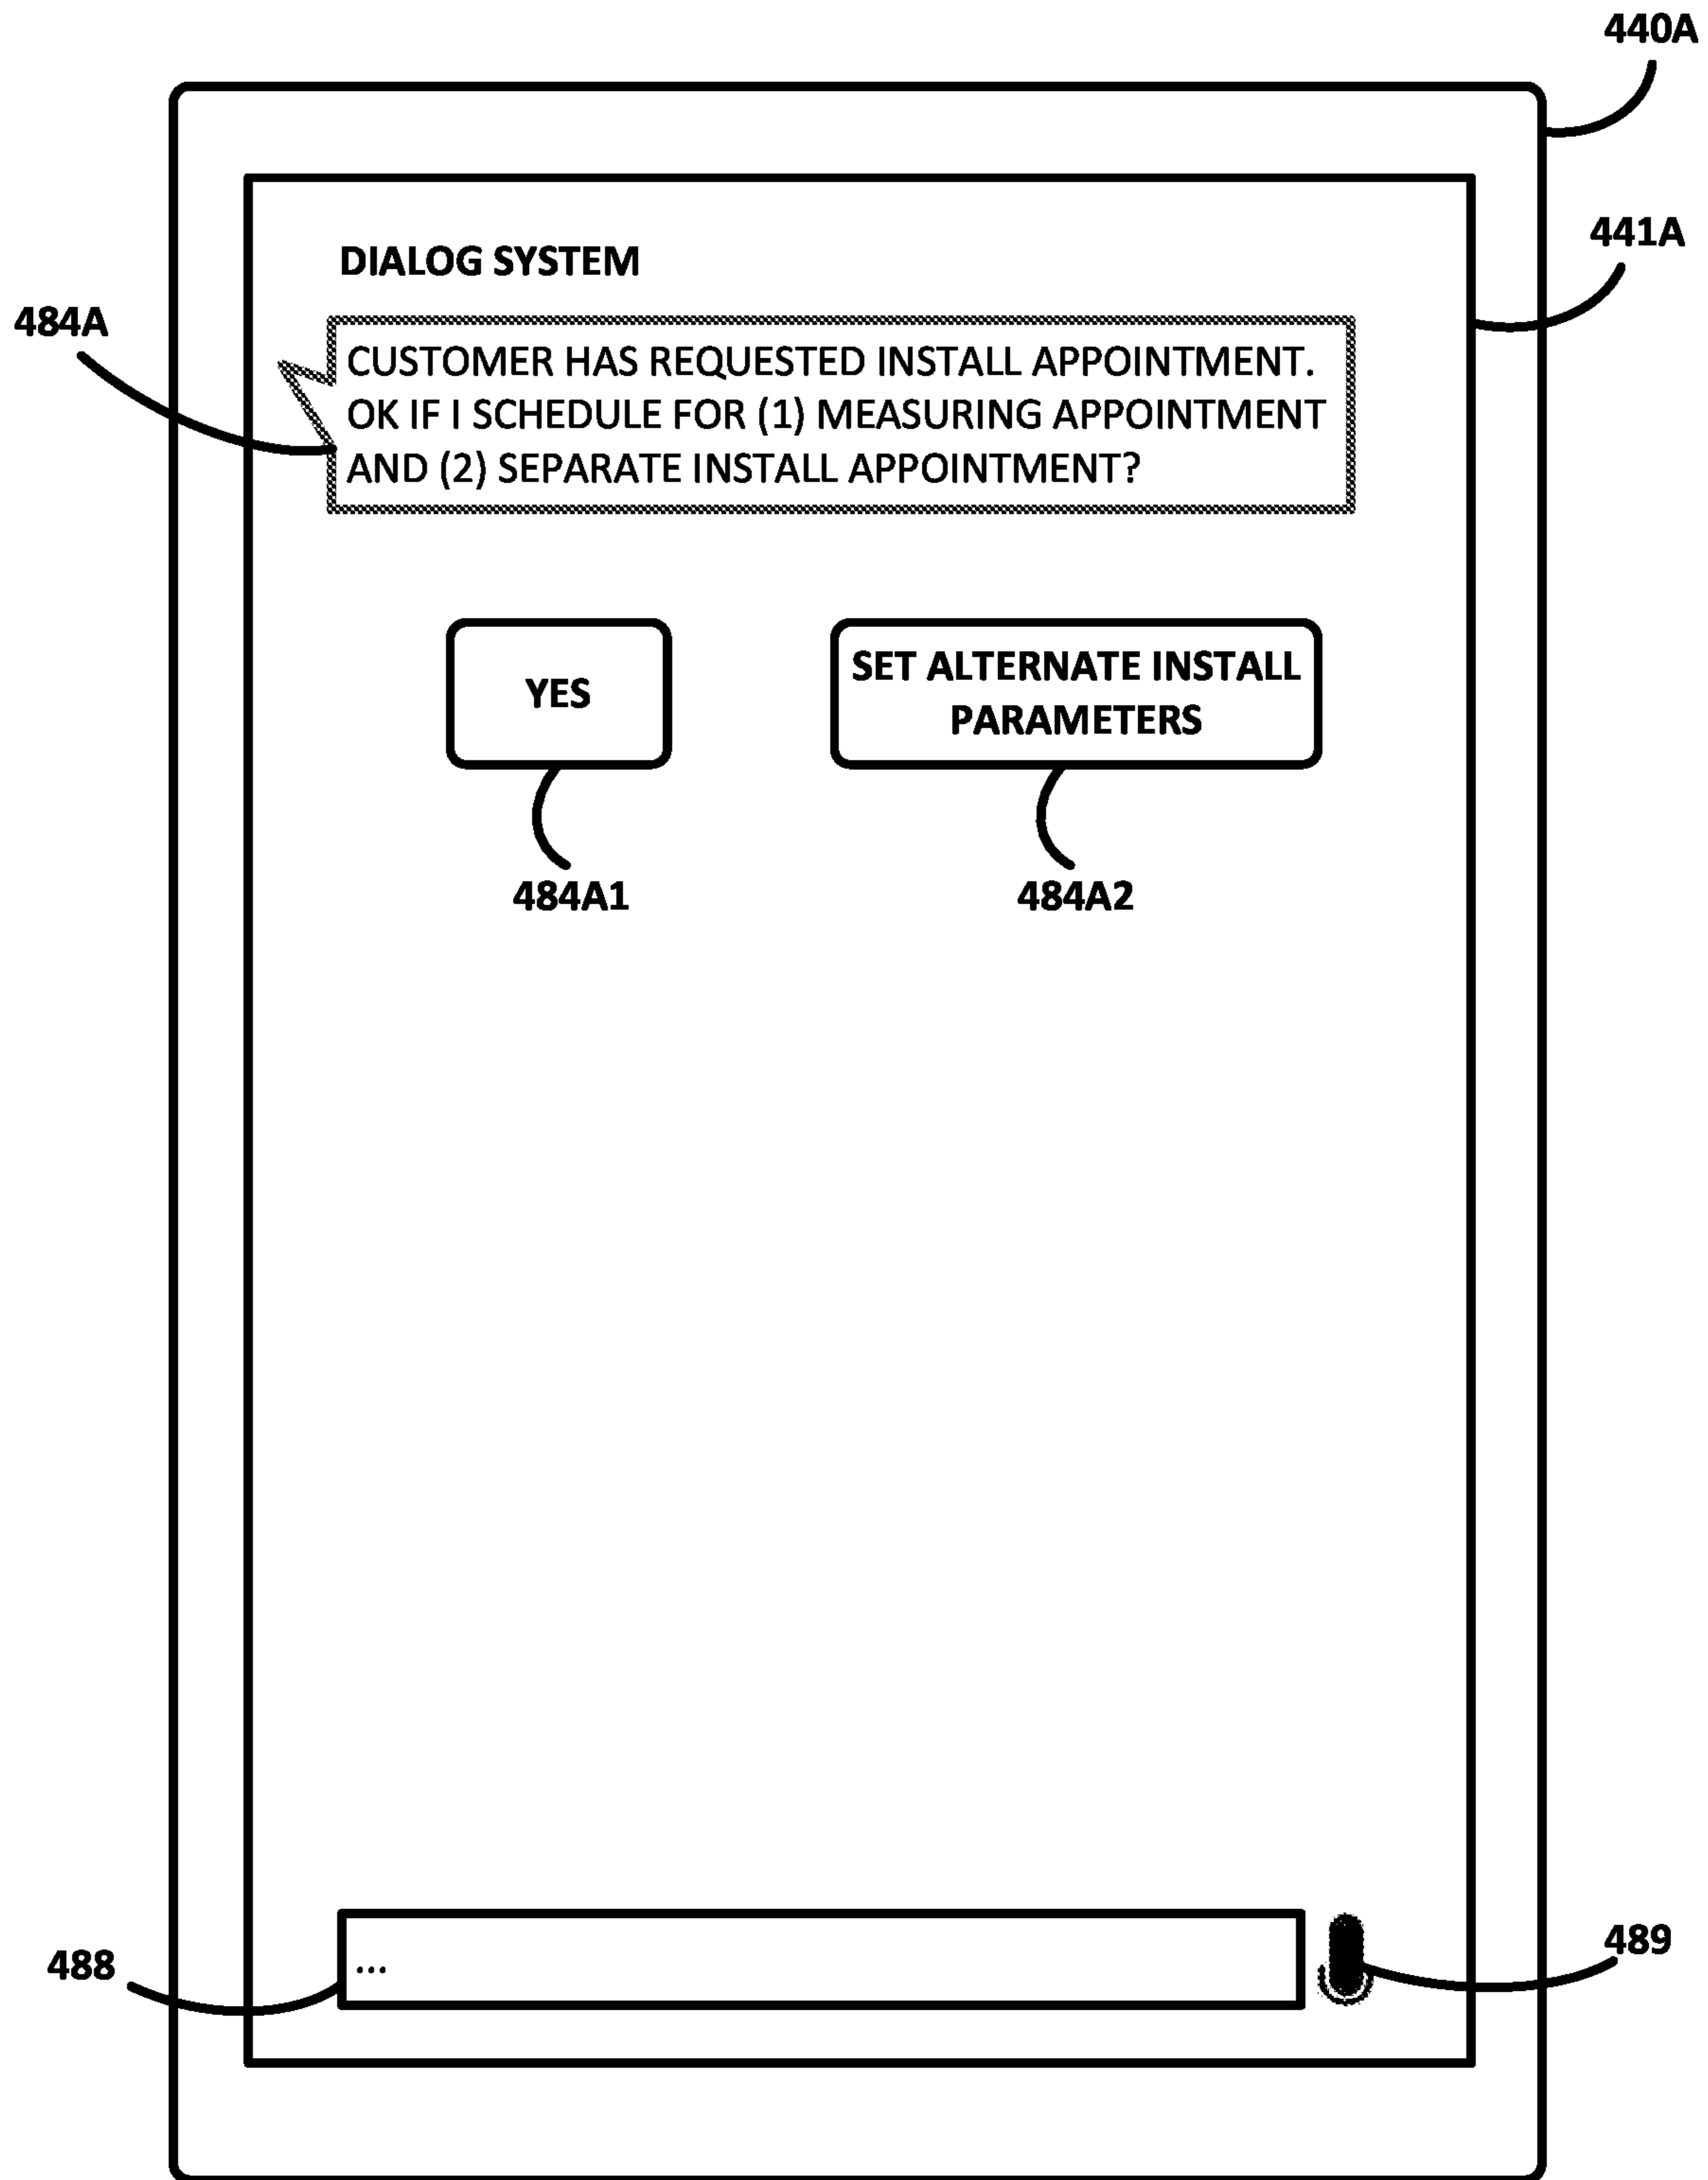 440A
441A
DIALOG SYSTEM
484A
CUSTOMER HAS REQUESTED INSTALL APPOINTMENT.
OK IF I SCHEDULE FOR (1) MEASURING APPOINTMENT
AND (2) SEPARATE INSTALL APPOINTMENT?
YES
SET ALTERNATE INSTALL
PARAMETERS
484A1
484A2
488
...
489